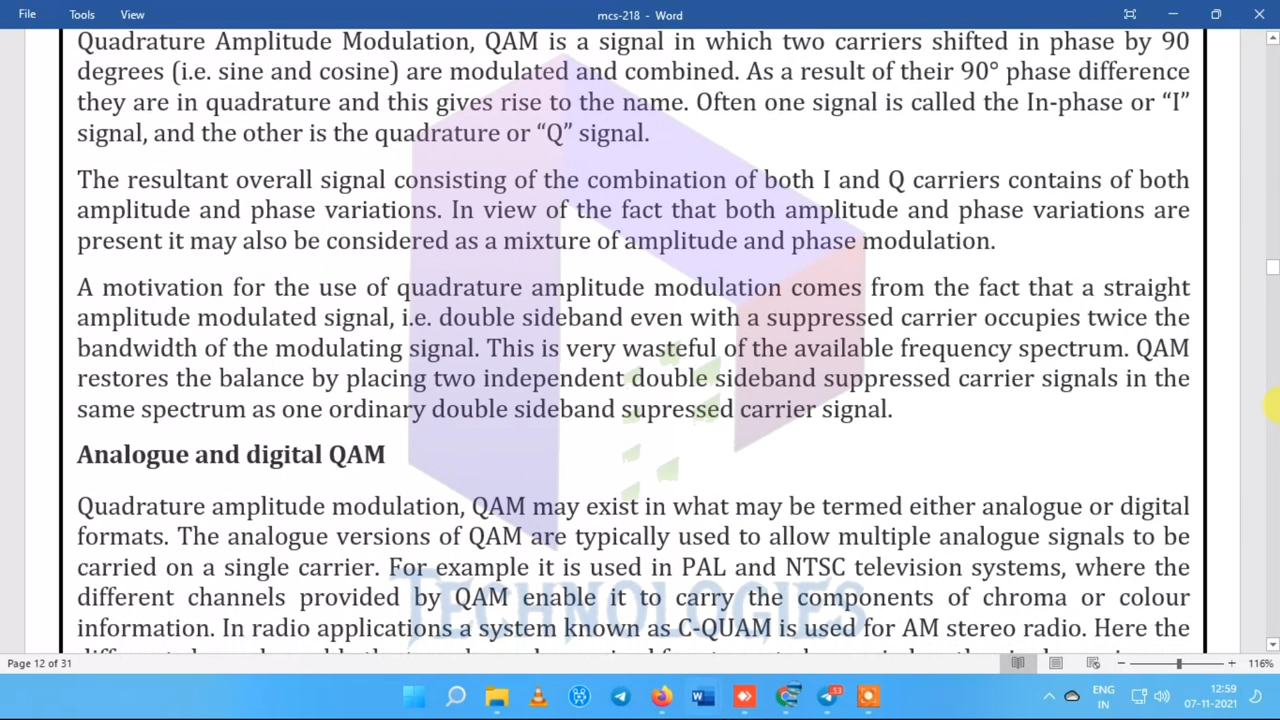 File Tools View mcs-218 - Word
Quadrature Amplitude Modulation, QAM is a signal in which two carriers shifted in phase by 90
degrees (i.e. sine and cosine) are modulated and combined. As a result of their 90° phase difference
they are in quadrature and this gives rise to the name. Often one signal is called the In-phase or “I”
signal, and the other is the quadrature or “Q” signal.
The resultant overall signal consisting of the combination of both I and Q carriers contains of both
amplitude and phase variations. In view of the fact that both amplitude and phase variations are
present it may also be considered as a mixture of amplitude and phase modulation.
A motivation for the use of quadrature amplitude modulation comes from the fact that a straight
amplitude modulated signal, i.e. double sideband even with a suppressed carrier occupies twice the
bandwidth of the modulating signal. This is very wasteful of the available frequency spectrum. QAM
restores the balance by placing two independent double sideband suppressed carrier signals in the
same spectrum as one ordinary double sideband supressed carrier signal.
Analogue and digital QAM
Quadrature amplitude modulation, QAM may exist in what may be termed either analogue or digital
formats. The analogue versions of QAM are typically used to allow multiple analogue signals to be
carried on a single carrier. For example it is used in PAL and NTSC television systems, where the
different channels provided by QAM enable it to carry the components of chroma or colour
TECHNOLOGIES
information. In radio applications a system known as C-QUAM is used for AM stereo radio. Here the
Page 12 of 31 116%
53 ENG 12:59
IN 07-11-2021